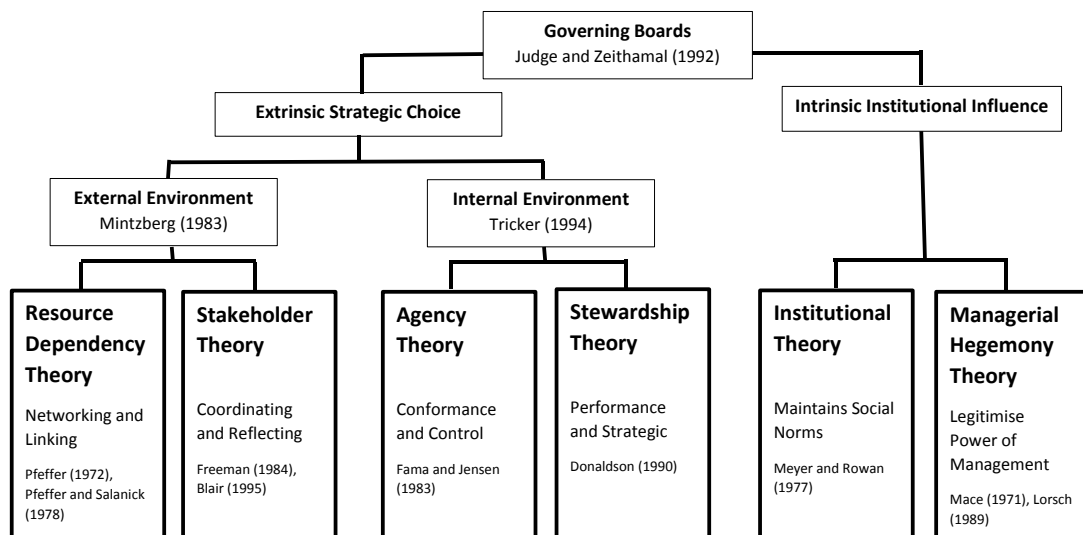 Governing Boards
Judge and Zeithamal (1992)
Extrinsic Strategic Choice
Intrinsic Institutional Influence
External Environment
Mintzberg (1983)
Internal Environment
Tricker (1994)
Resource
Dependency
Theory
Networking and
Linking
Pfeffer (1972),
Pfeffer and Salanick
(1978)
Stakeholder
Theory
Coordinating
and Reflecting
Freeman (1984),
Blair (1995)
Agency
Theory
Conformance
and Control
Fama and Jensen
(1983)
Stewardship
Theory
Performance
and Strategic
Donaldson (1990)
Institutional
Theory
Maintains Social
Norms
Meyer and Rowan
(1977)
Managerial
Hegemony
Theory
Legitimise
Power of
Management
Mace (1971), Lorsch
(1989)